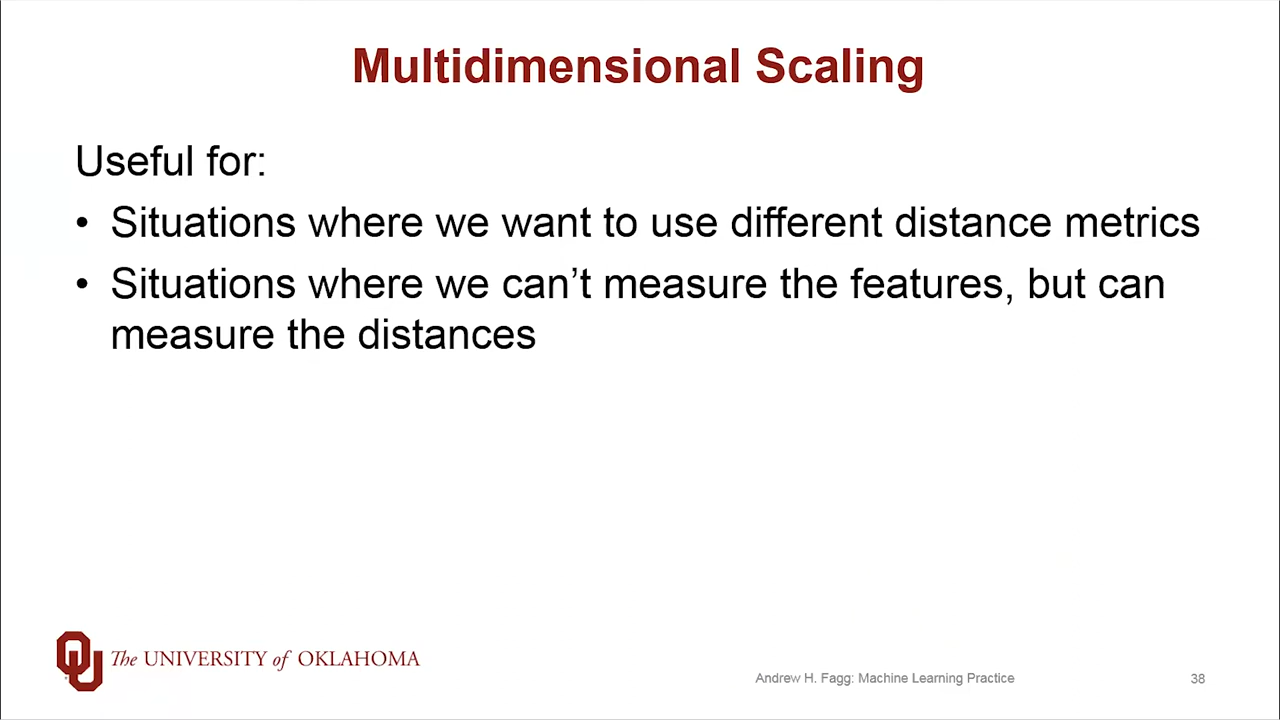 Multidimensional Scaling
Useful for:
• Situations where we want to use different distance metrics
• Situations where we can’t measure the features, but can
measure the distances
The UNIVERSITY of OKLAHOMA
Andrew H. Fagg: Machine Learning Practice
38